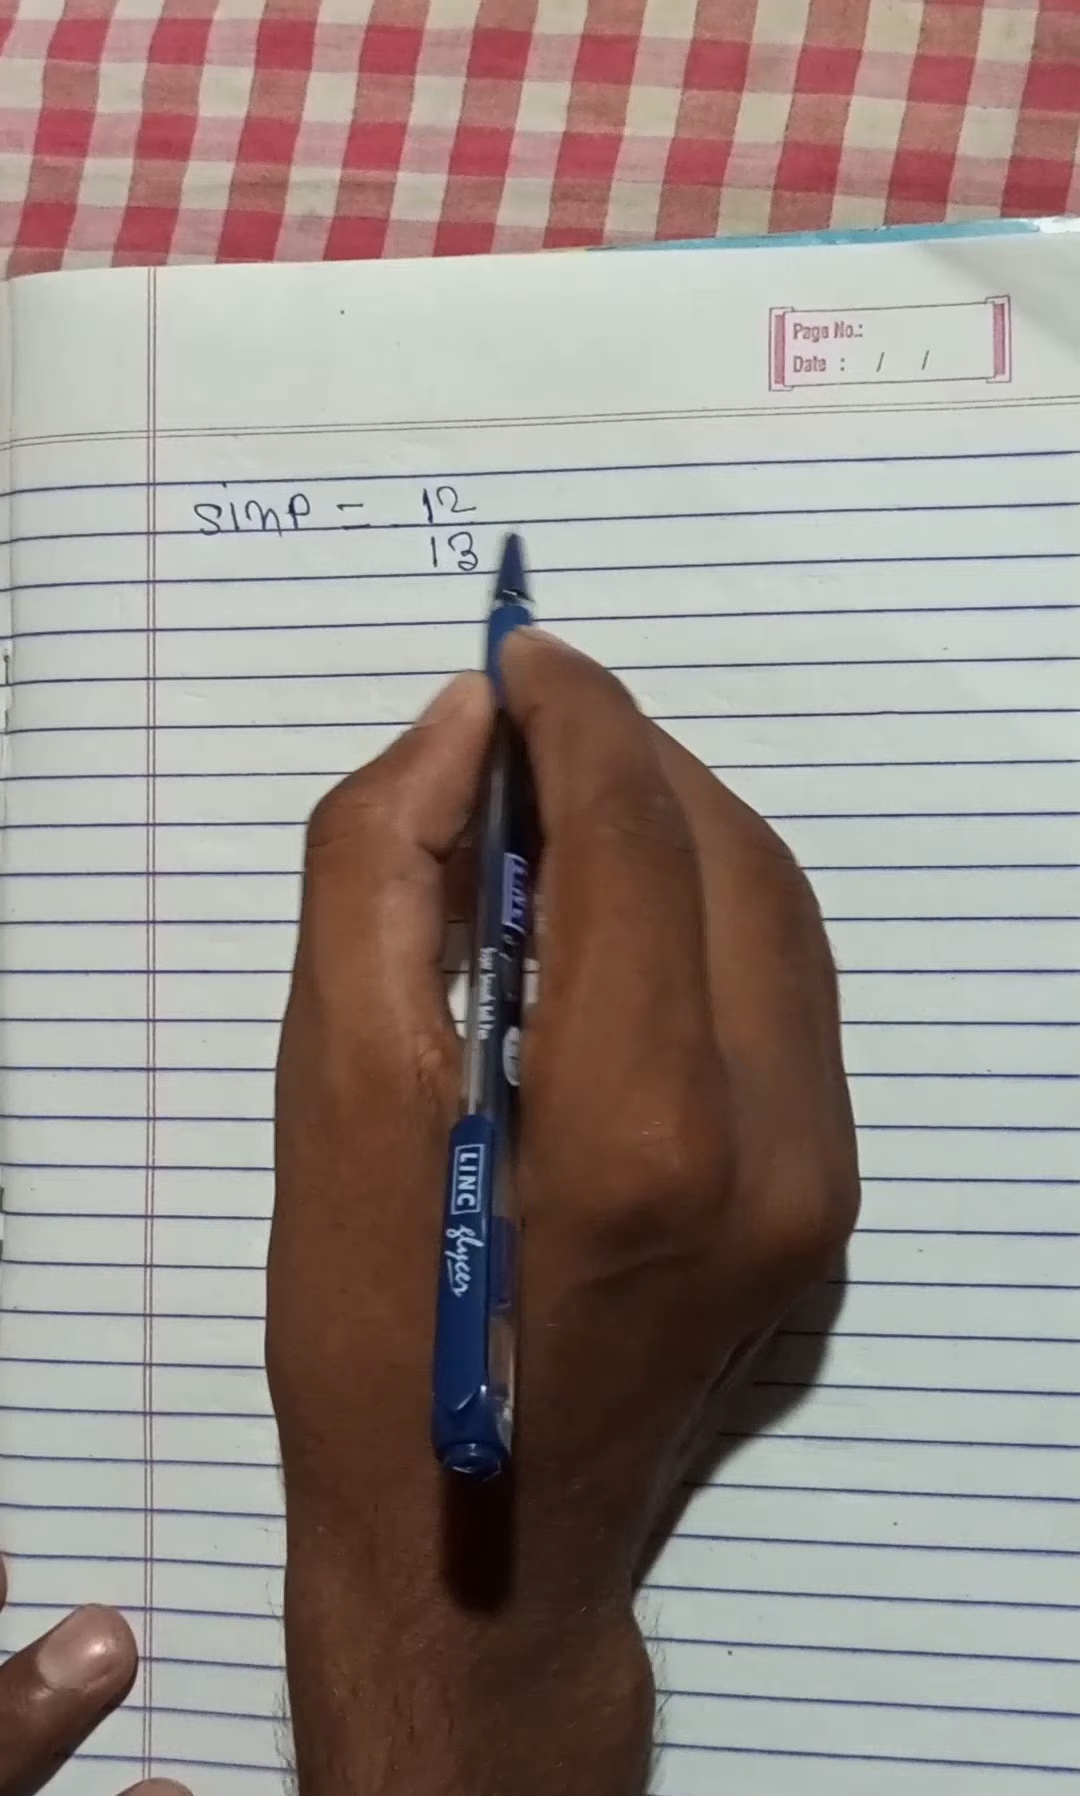 Page No.:
Date : / /
sinp = 12
13
LINC glycer